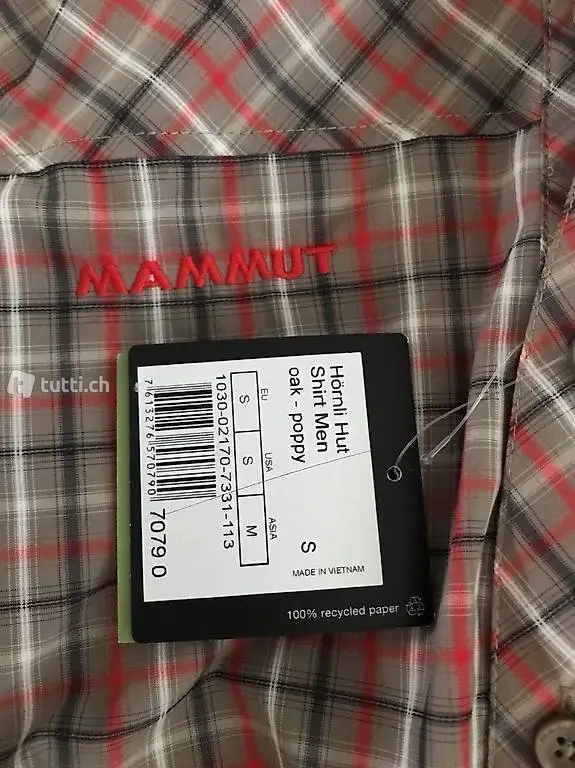 MAMMUT
tutti.ch
Hörnli Hut
Shirt Men
oak - poppy
S
EU USA ASIA
S S M
1030-02170-7331-113
7613276570790
7079 0
MADE IN VIETNAM
100% recycled paper